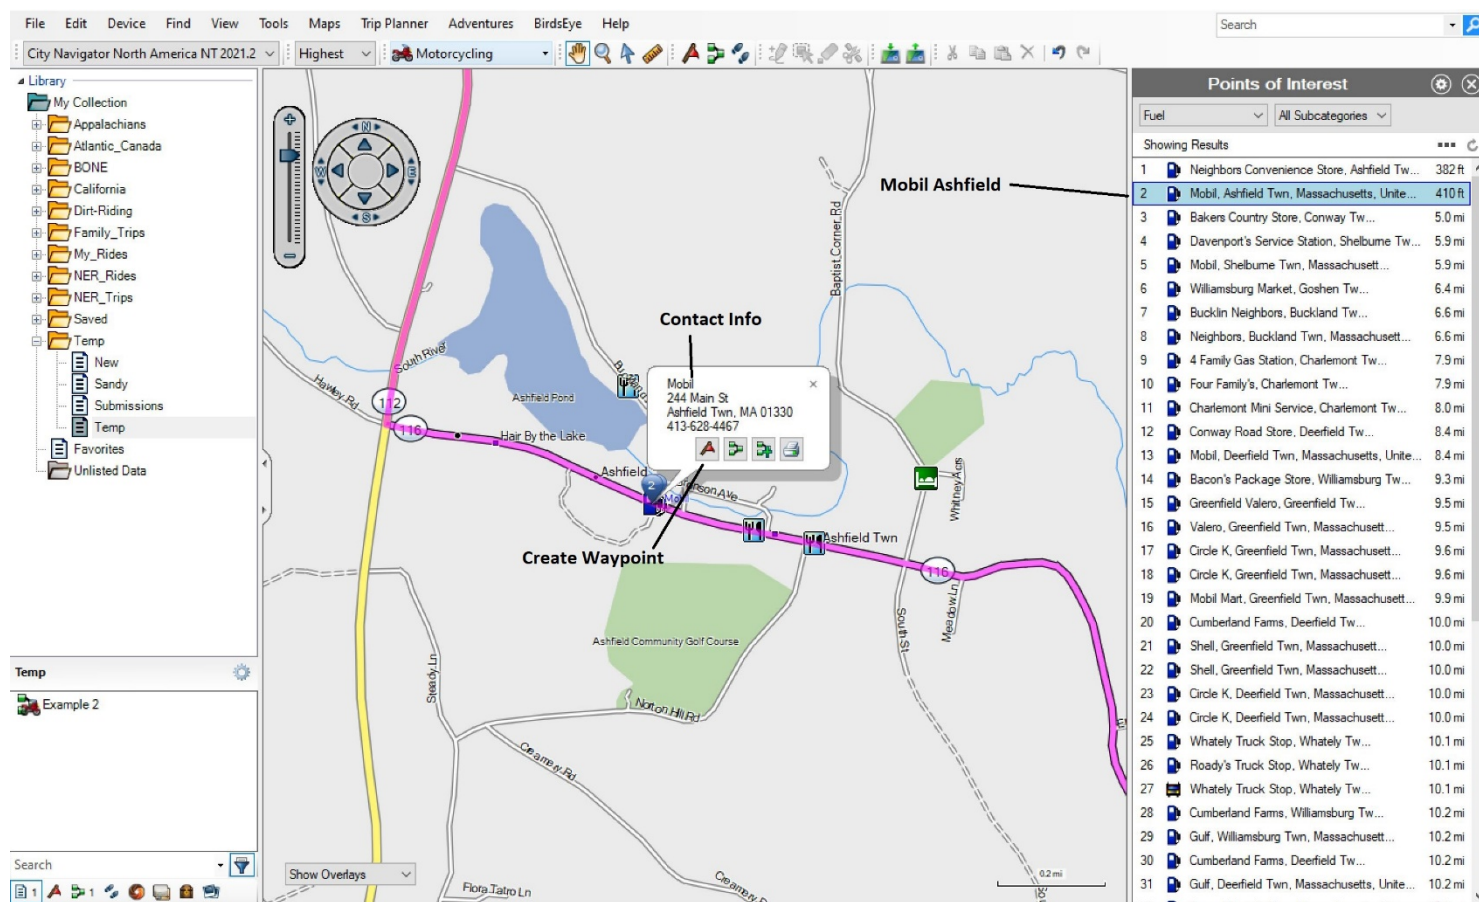 File Edit Device Find View Tools Maps Trip Planner Adventures BirdsEye Help
Search
City Navigator North America NT 2021.2 Highest Motorcycling
Library
My Collection
Appalachians
Atlantic_Canada
BONE
California
Dirt-Riding
Family_Trips
My_Rides
NER_Rides
NER_Trips
Saved
Temp
New
Sandy
Submissions
Temp
Favorites
Unlisted Data
Temp
Example 2
Search
1 1
N
W E
S
Mobil Ashfield
Baptist Corner Rd
Contact Info
South River
Hawley Rd
112
116
Ashfield Pond
Hair By the Lake
Mobil
244 Main St
Ashfield Twn, MA 01330
413-628-4467
Ashfield
2
Whitney Acrs
Create Waypoint
Ashfield Twn
116
Meadow Ln
South St
Ashfield Community Golf Course
Steady Ln
Norton Hill Rd
Creamery Rd
Show Overlays
Flora Tatro Ln
0.2 mi
Points of Interest
Fuel All Subcategories
Showing Results
1 Neighbors Convenience Store, Ashfield Tw... 382 ft
2 Mobil, Ashfield Twn, Massachusetts, Unite... 410 ft
3 Bakers Country Store, Conway Tw... 5.0 mi
4 Davenport's Service Station, Shelburne Tw... 5.9 mi
5 Mobil, Shelburne Twn, Massachusett... 5.9 mi
6 Williamsburg Market, Goshen Tw... 6.4 mi
7 Bucklin Neighbors, Buckland Tw... 6.6 mi
8 Neighbors, Buckland Twn, Massachusett... 6.6 mi
9 4 Family Gas Station, Charlemont Tw... 7.9 mi
10 Four Family's, Charlemont Tw... 7.9 mi
11 Charlemont Mini Service, Charlemont Tw... 8.0 mi
12 Conway Road Store, Deerfield Tw... 8.4 mi
13 Mobil, Deerfield Twn, Massachusetts, Unite... 8.4 mi
14 Bacon's Package Store, Williamsburg Tw... 9.3 mi
15 Greenfield Valero, Greenfield Tw... 9.5 mi
16 Valero, Greenfield Twn, Massachusett... 9.5 mi
17 Circle K, Greenfield Twn, Massachusett... 9.6 mi
18 Circle K, Greenfield Twn, Massachusett... 9.6 mi
19 Mobil Mart, Greenfield Twn, Massachusett... 9.9 mi
20 Cumberland Farms, Deerfield Tw... 10.0 mi
21 Shell, Greenfield Twn, Massachusett... 10.0 mi
22 Shell, Greenfield Twn, Massachusett... 10.0 mi
23 Circle K, Deerfield Twn, Massachusett... 10.0 mi
24 Circle K, Deerfield Twn, Massachusett... 10.0 mi
25 Whately Truck Stop, Whately Tw... 10.1 mi
26 Roady's Truck Stop, Whately Tw... 10.1 mi
27 Whately Truck Stop, Whately Tw... 10.1 mi
28 Cumberland Farms, Williamsburg Tw... 10.2 mi
29 Gulf, Williamsburg Twn, Massachusett... 10.2 mi
30 Cumberland Farms, Deerfield Tw... 10.2 mi
31 Gulf, Deerfield Twn, Massachusetts, Unite... 10.2 mi